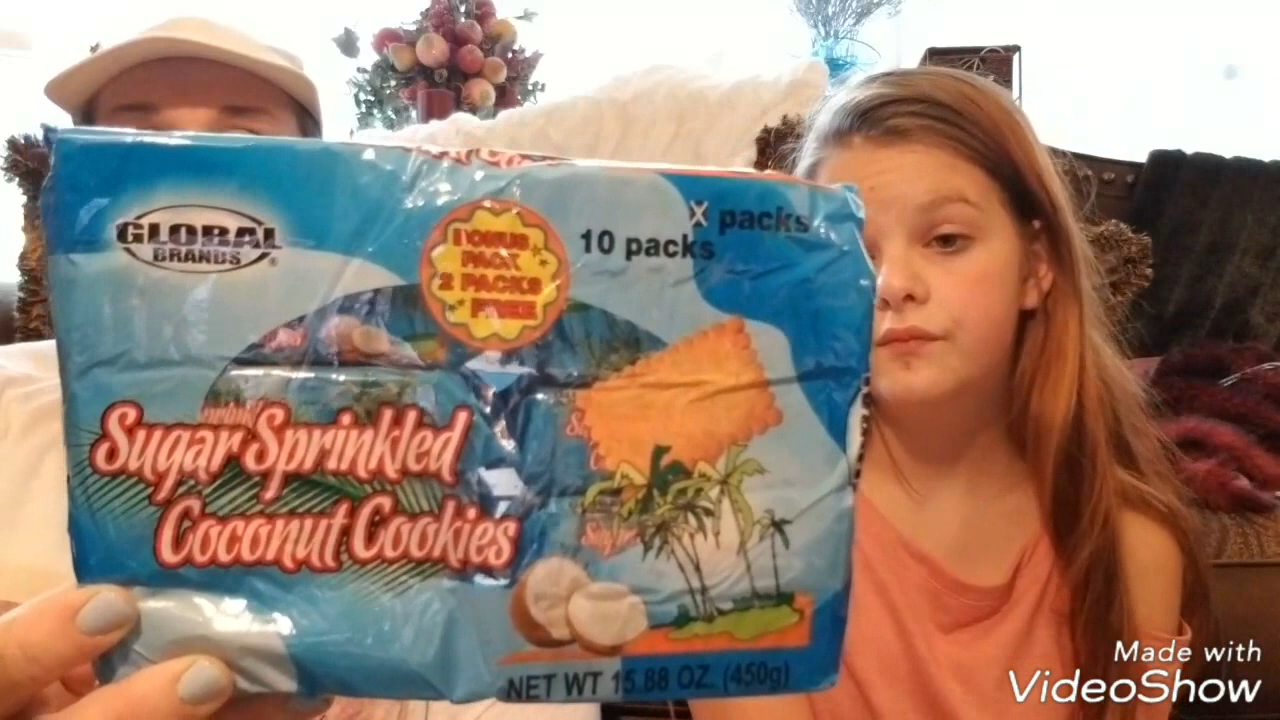 GLOBAL
BRANDS®
BONUS
PACK
2 PACKS
FREE
X packs
10 packs
Sugar Sprinkled
Coconut Cookies
NET WT 15.88 OZ. (450g)
Made with
VideoShow